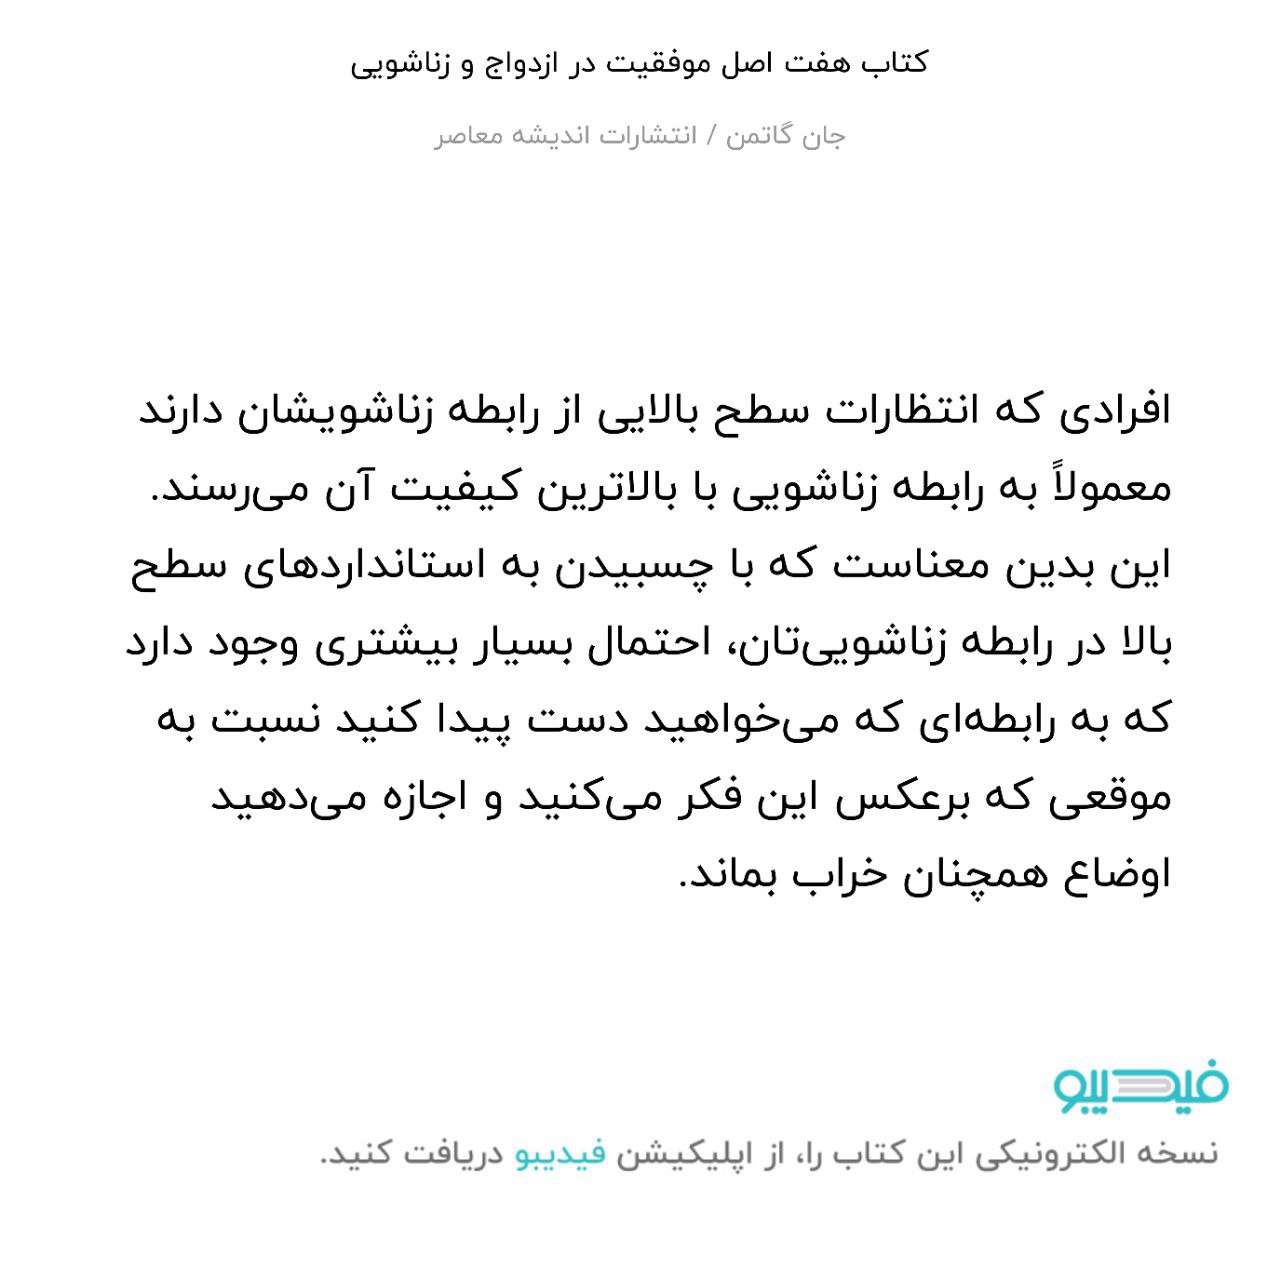 کتاب هفت اصل موفقیت در ازدواج و زناشویی
جان گاتمن / انتشارات اندیشه معاصر
افرادی که انتظارات سطح بالایی از رابطه زناشویشان دارند
معمولاً به رابطه زناشویی با بالاترین کیفیت آن می‌رسند.
این بدین معناست که با چسبیدن به استانداردهای سطح
بالا در رابطه زناشویی‌تان، احتمال بسیار بیشتری وجود دارد
که به رابطه‌ای که می‌خواهید دست پیدا کنید نسبت به
موقعی که برعکس این فکر می‌کنید و اجازه می‌دهید
اوضاع همچنان خراب بماند.
فیدیبو
نسخه الکترونیکی این کتاب را، از اپلیکیشن فیدیبو دریافت کنید.